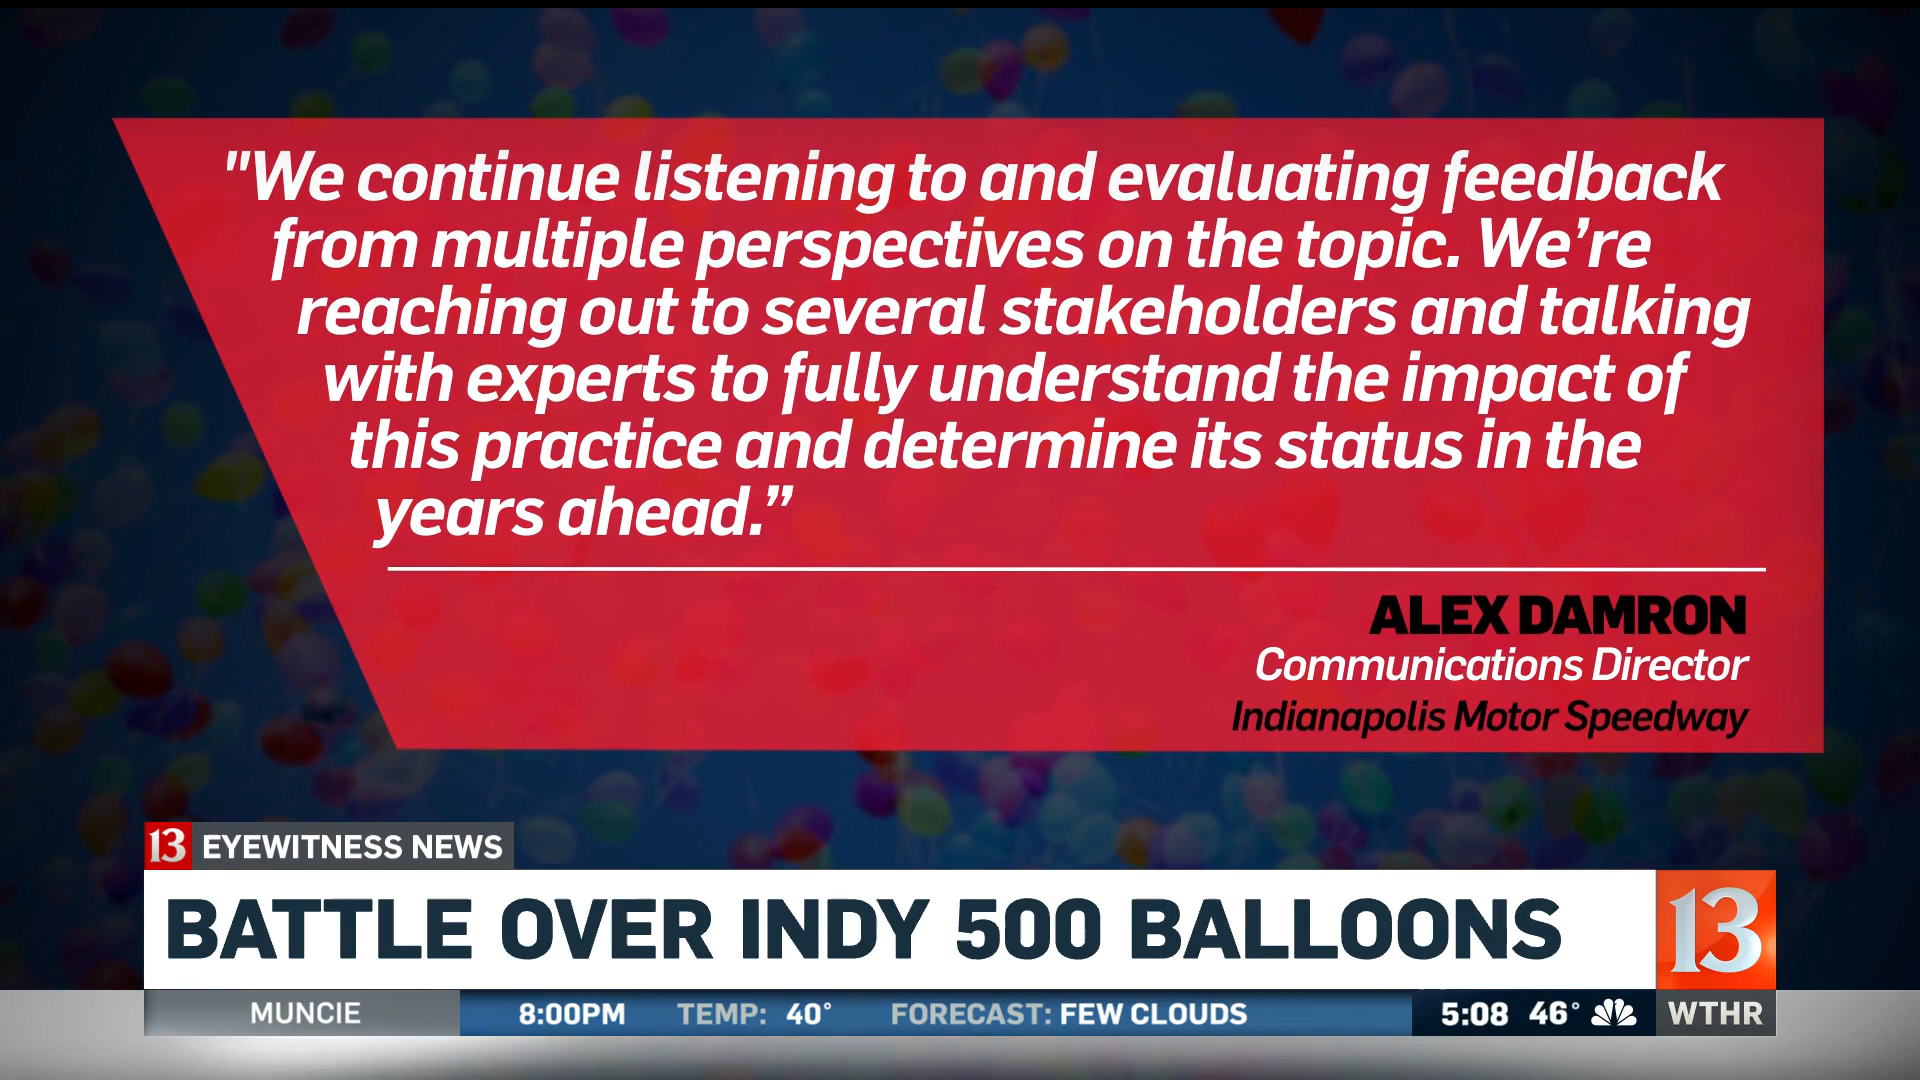 "We continue listening to and evaluating feedback
from multiple perspectives on the topic. We’re
reaching out to several stakeholders and talking
with experts to fully understand the impact of
this practice and determine its status in the
years ahead.”
ALEX DAMRON
Communications Director
Indianapolis Motor Speedway
13 EYEWITNESS NEWS
BATTLE OVER INDY 500 BALLOONS
13
MUNCIE 8:00PM TEMP: 40° FORECAST: FEW CLOUDS 5:08 46° WTHR